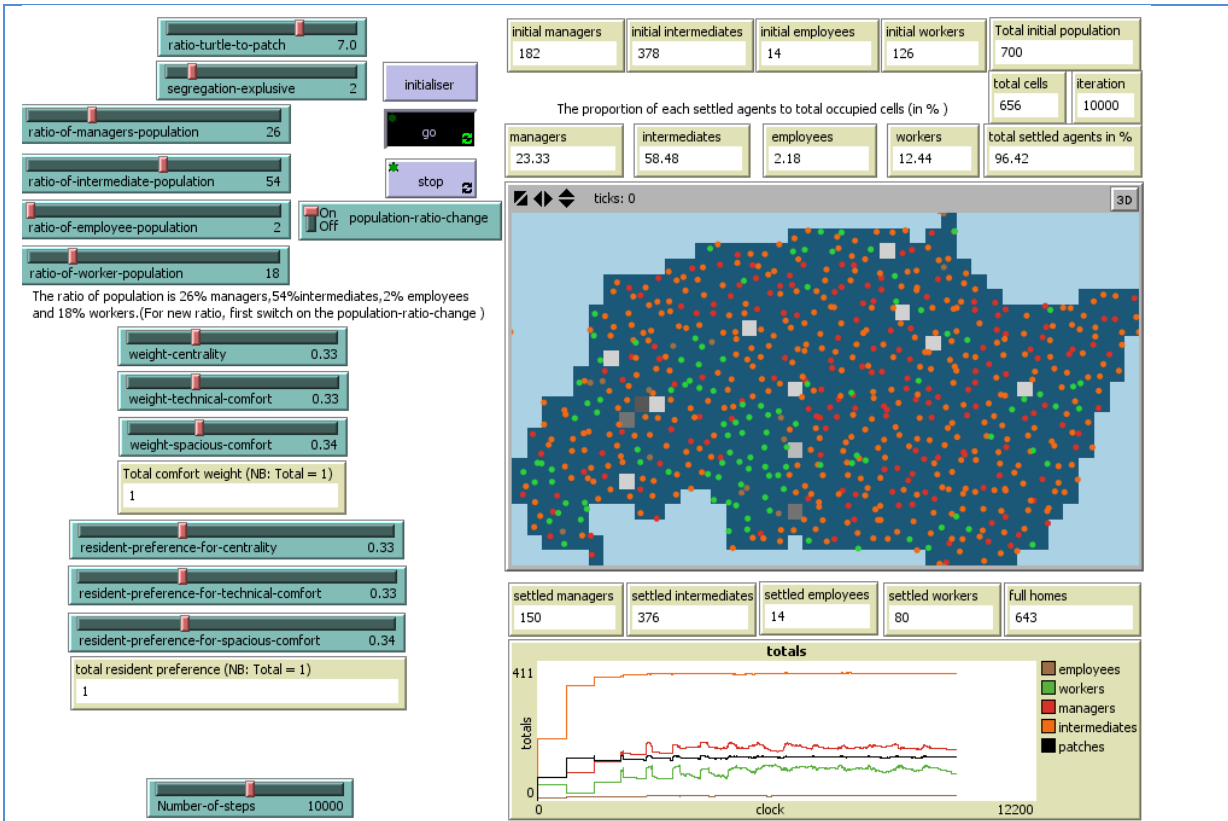 ratio-turtle-to-patch 7.0
segregation-explusive 2
initialiser
ratio-of-managers-population 26
go
ratio-of-intermediate-population 54
stop
ratio-of-employee-population 2
On
Off
population-ratio-change
ratio-of-worker-population 18
The ratio of population is 26% managers,54%intermediates,2% employees
and 18% workers.(For new ratio, first switch on the population-ratio-change )
weight-centrality 0.33
weight-technical-comfort 0.33
weight-spacious-comfort 0.34
Total comfort weight (NB: Total = 1)
1
resident-preference-for-centrality 0.33
resident-preference-for-technical-comfort 0.33
resident-preference-for-spacious-comfort 0.34
total resident preference (NB: Total = 1)
1
Number-of-steps 10000
initial managers
182
initial intermediates
378
initial employees
14
initial workers
126
Total initial population
700
total cells
656
iteration
10000
The proportion of each settled agents to total occupied cells (in % )
managers
23.33
intermediates
58.48
employees
2.18
workers
12.44
total settled agents in %
96.42
ticks: 0
3D
settled managers
150
settled intermediates
376
settled employees
14
settled workers
80
full homes
643
totals
411
totals
0
0
clock
12200
employees
workers
managers
intermediates
patches